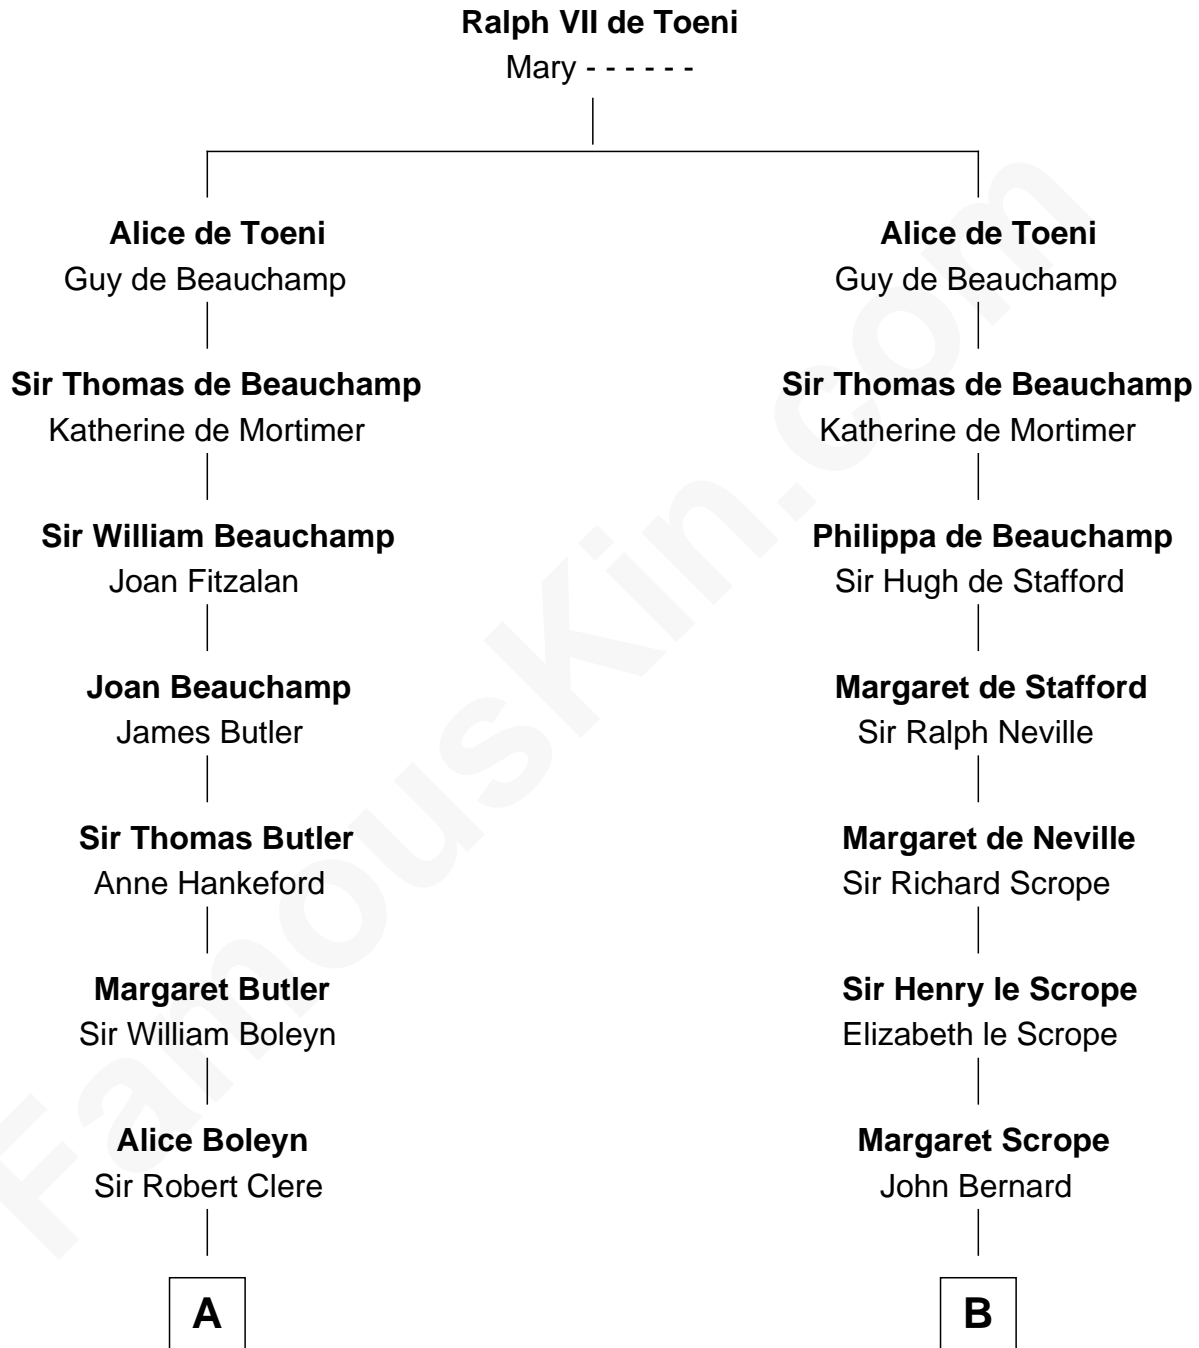 Ralph VII de Toeni
Mary - - - - - -
Alice de Toeni
Guy de Beauchamp
Sir Thomas de Beauchamp
Katherine de Mortimer
Sir William Beauchamp
Joan Fitzalan
Joan Beauchamp
James Butler
Sir Thomas Butler
Anne Hankeford
Margaret Butler
Sir William Boleyn
Alice Boleyn
Sir Robert Clere
A
Alice de Toeni
Guy de Beauchamp
Sir Thomas de Beauchamp
Katherine de Mortimer
Philippa de Beauchamp
Sir Hugh de Stafford
Margaret de Stafford
Sir Ralph Neville
Margaret de Neville
Sir Richard Scrope
Sir Henry le Scrope
Elizabeth le Scrope
Margaret Scrope
John Bernard
B
FamousKin.com